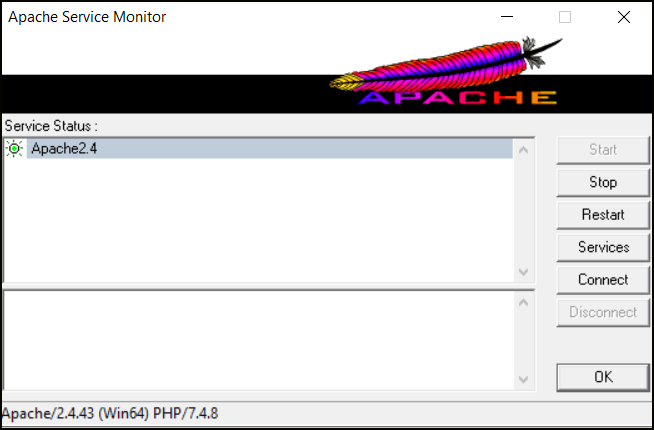 Apache Service Monitor
APACHE
Service Status :
Apache2.4
Start
Stop
Restart
Services
Connect
Disconnect
OK
Apache/2.4.43 (Win64) PHP/7.4.8